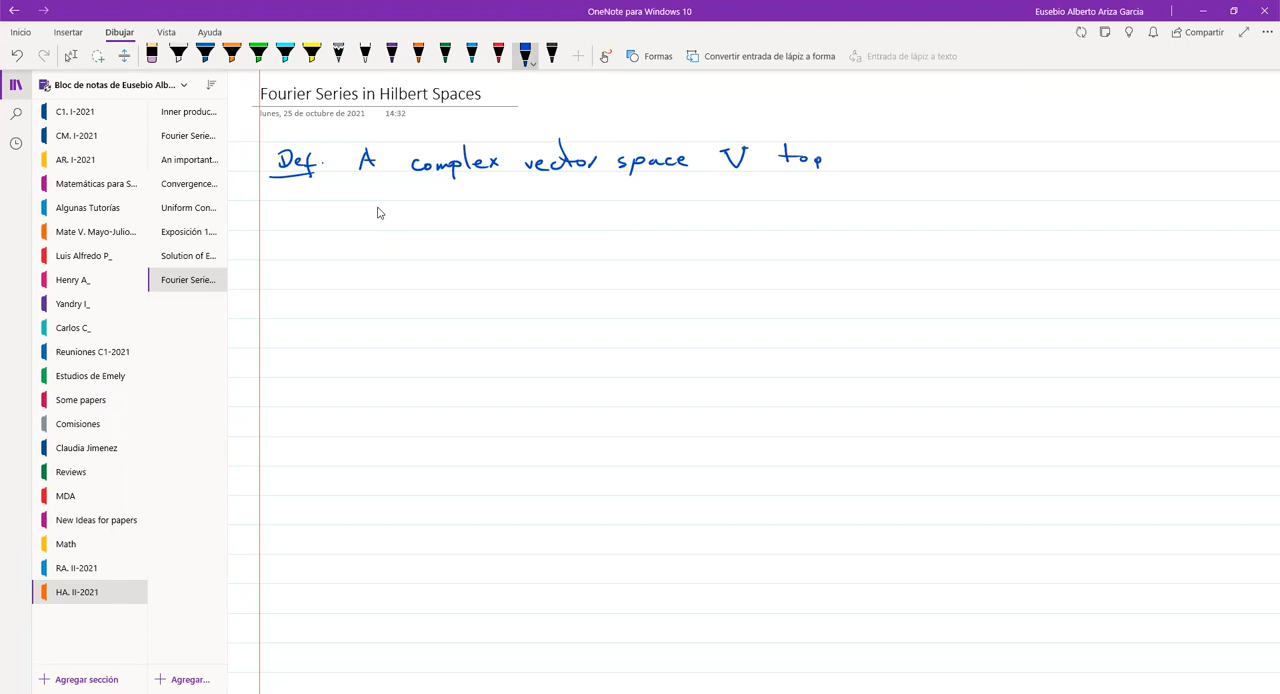 OneNote para Windows 10
Eusebio Alberto Ariza Garcia
Inicio Insertar Dibujar Vista Ayuda
Compartir
Formas
Convertir entrada de lápiz a forma
Entrada de lápiz a texto
Bloc de notas de Eusebio Alb...
C1. I-2021
CM. I-2021
AR. I-2021
Matemáticas para S...
Algunas Tutorías
Mate V. Mayo-Julio...
Luis Alfredo P_
Henry A_
Yandry I_
Carlos C_
Reuniones C1-2021
Estudios de Emely
Some papers
Comisiones
Claudia Jimenez
Reviews
MDA
New Ideas for papers
Math
RA. II-2021
HA. II-2021
Agregar sección
Inner produc...
Fourier Serie...
An important...
Convergence...
Uniform Con...
Exposición 1....
Solution of E...
Fourier Serie...
Agregar...
Fourier Series in Hilbert Spaces
lunes, 25 de octubre de 2021 14:32
Def. A complex vector space V top